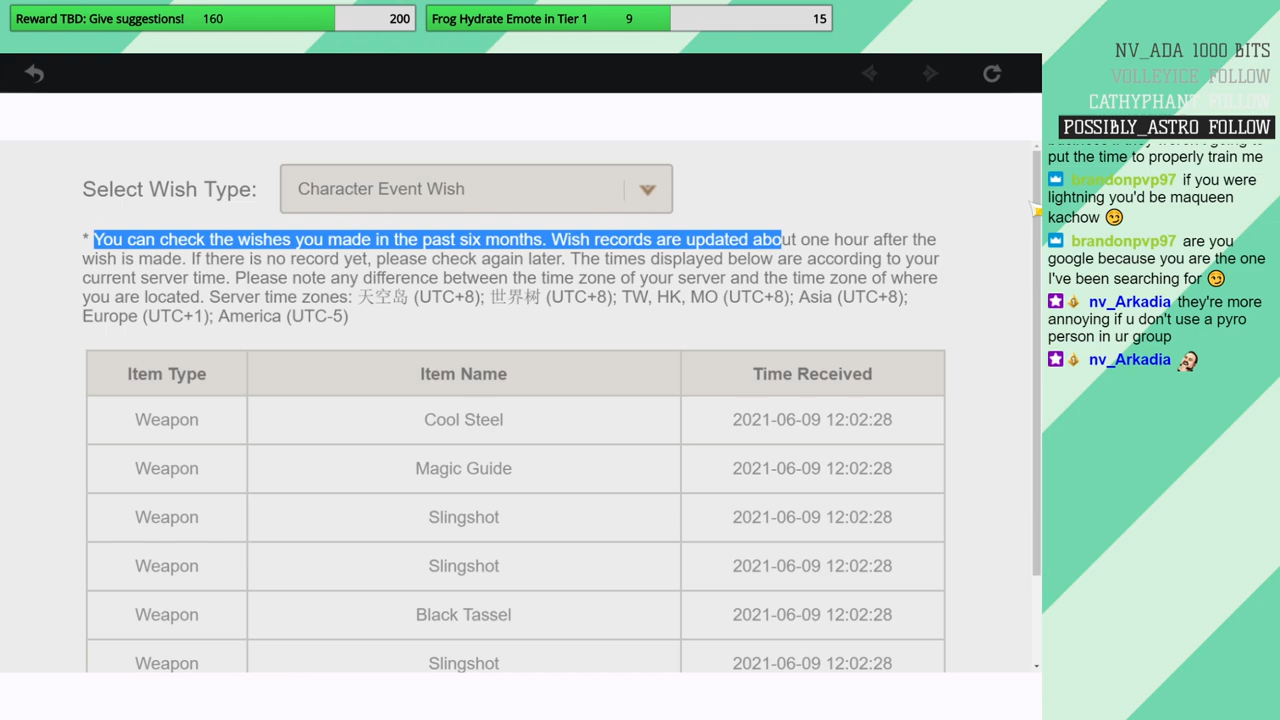 Reward TBD: Give suggestions! 160 200
Frog Hydrate Emote in Tier 1 9 15
NV_ADA 1000 BITS
VOLLEYICE FOLLOW
CATHYPHANT FOLLOW
POSSIBLY_ASTRO FOLLOW
put the time to properly train me
brandonpvp97 if you were
lightning you'd be maqueen
kachow
brandonpvp97 are you
google because you are the one
I've been searching for
nv_Arkadia they're more
annoying if u don't use a pyro
person in ur group
nv_Arkadia
Select Wish Type: Character Event Wish
* You can check the wishes you made in the past six months. Wish records are updated about one hour after the
wish is made. If there is no record yet, please check again later. The times displayed below are according to your
current server time. Please note any difference between the time zone of your server and the time zone of where
you are located. Server time zones: 天空岛 (UTC+8); 世界树 (UTC+8); TW, HK, MO (UTC+8); Asia (UTC+8);
Europe (UTC+1); America (UTC-5)
Item Type Item Name Time Received
Weapon Cool Steel 2021-06-09 12:02:28
Weapon Magic Guide 2021-06-09 12:02:28
Weapon Slingshot 2021-06-09 12:02:28
Weapon Slingshot 2021-06-09 12:02:28
Weapon Black Tassel 2021-06-09 12:02:28
Weapon Slingshot 2021-06-09 12:02:28